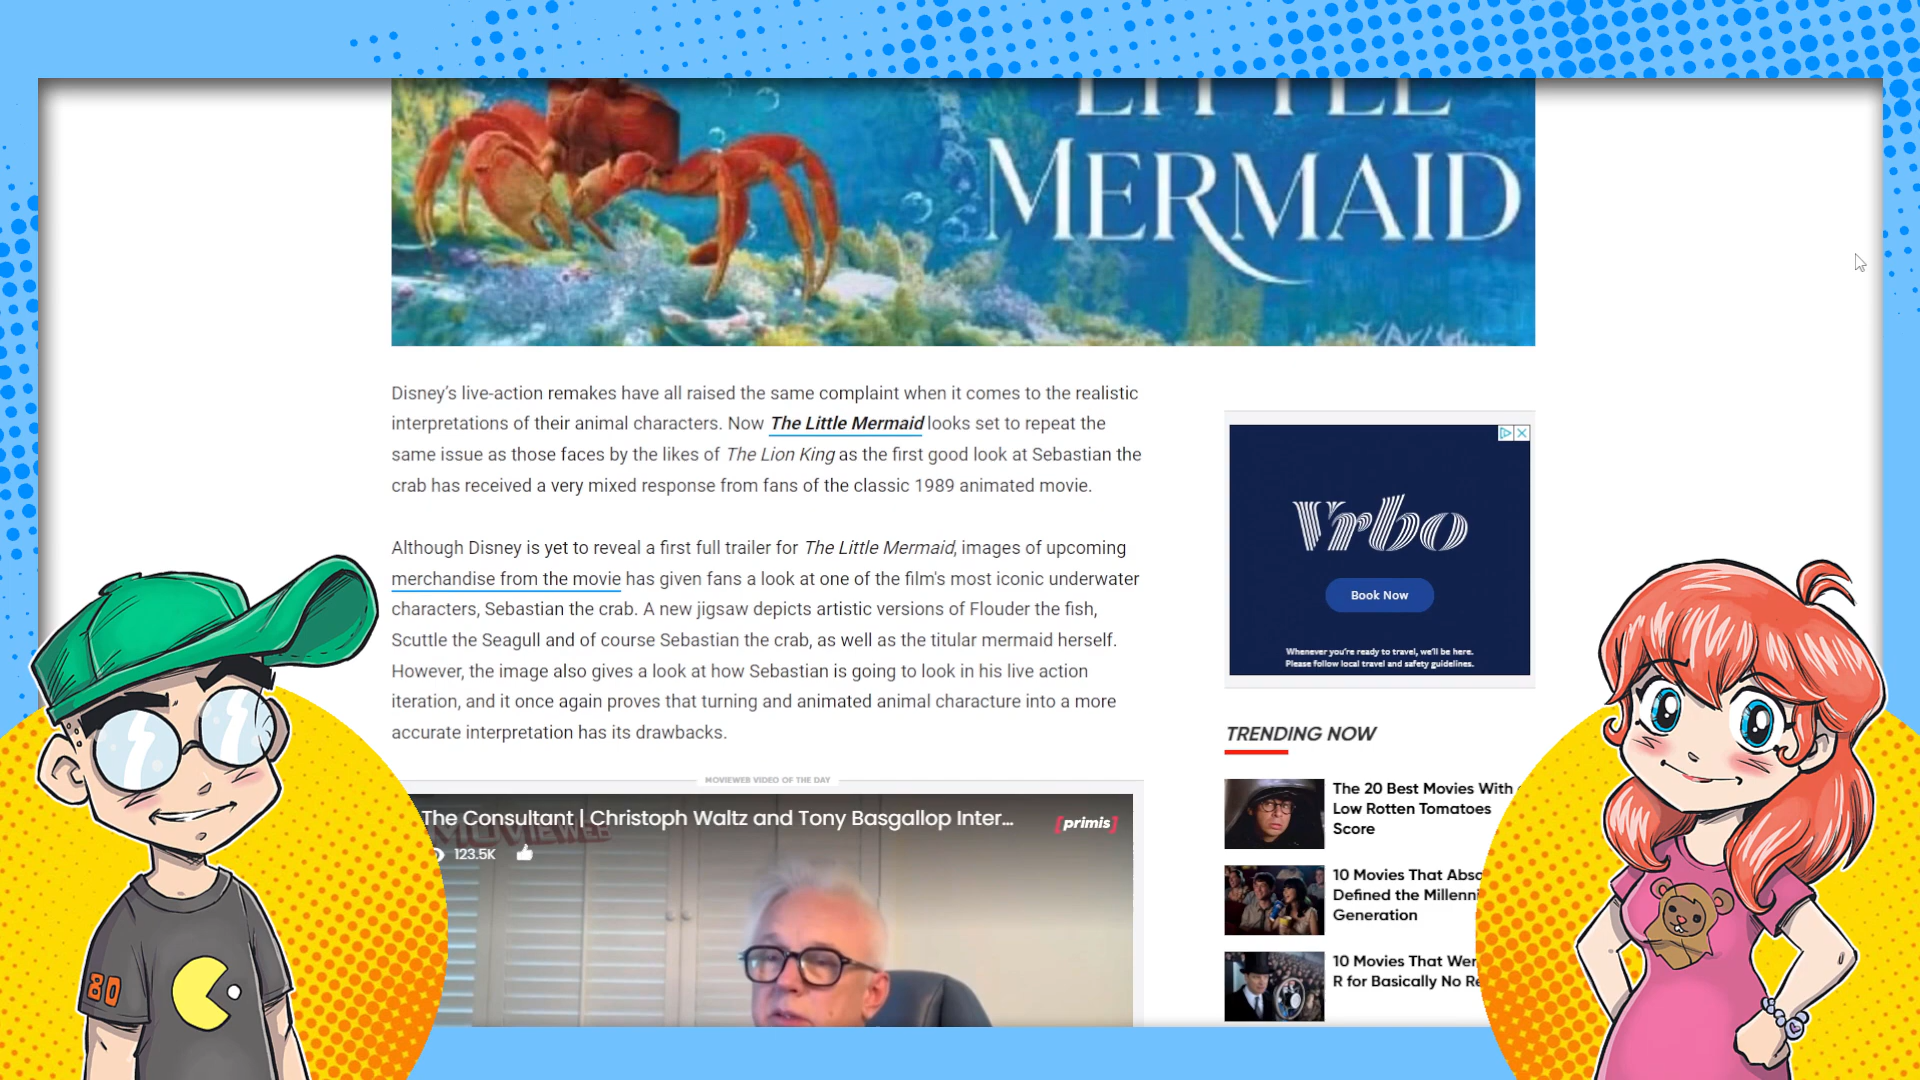 LITTLE
MERMAID
Disney's live-action remakes have all raised the same complaint when it comes to the realistic
interpretations of their animal characters. Now The Little Mermaid looks set to repeat the
same issue as those faces by the likes of The Lion King as the first good look at Sebastian the
crab has received a very mixed response from fans of the classic 1989 animated movie.
Although Disney is yet to reveal a first full trailer for The Little Mermaid, images of upcoming
merchandise from the movie has given fans a look at one of the film's most iconic underwater
characters, Sebastian the crab. A new jigsaw depicts artistic versions of Flouder the fish,
Scuttle the Seagull and of course Sebastian the crab, as well as the titular mermaid herself.
However, the image also gives a look at how Sebastian is going to look in his live action
iteration, and it once again proves that turning and animated animal characture into a more
accurate interpretation has its drawbacks.
MOVIEWEB VIDEO OF THE DAY
The Consultant | Christoph Waltz and Tony Basgallop Inter...
[primis]
MOVIEWEB
123.5K
Vrbo
Book Now
Whenever you're ready to travel, we'll be here.
Please follow local travel and safety guidelines.
TRENDING NOW
The 20 Best Movies With
Low Rotten Tomatoes
Score
10 Movies That Abso
Defined the Millenni
Generation
10 Movies That Wer
R for Basically No Re
80